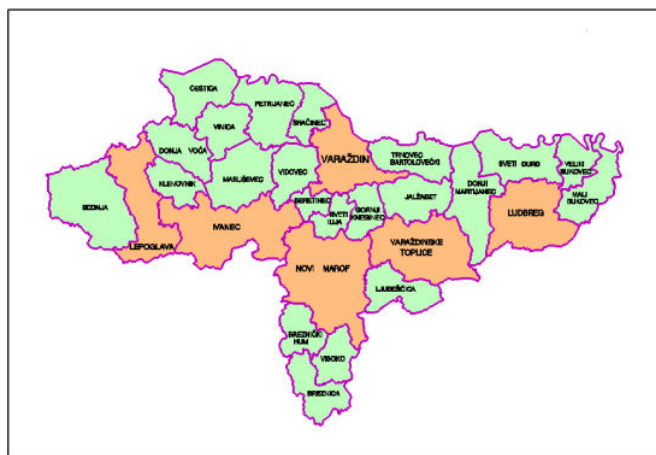 CESTICA
PETRIJANEC
SRAČINEC
VINICA
DONJA VOĆA
VARAŽDIN
TRNOVEC
BARTOLOVEČKI
SVETI ĐURĐ
VELIKI
BUKOVEC
KLENOVNIK
MARUŠEVEC
VIDOVEC
DONJI
MARTIJANEC
MALI
BUKOVEC
BEDNJA
BERETINEC
SVETI
ILIJA
GORNJI
KNEGINEC
JALŽABET
LUDBREG
IVANEC
LEPOGLAVA
VARAŽDINSKE
TOPLICE
NOVI MAROF
LJUBEŠĆICA
BREZNIČKI
HUM
VISOKO
BREZNICA